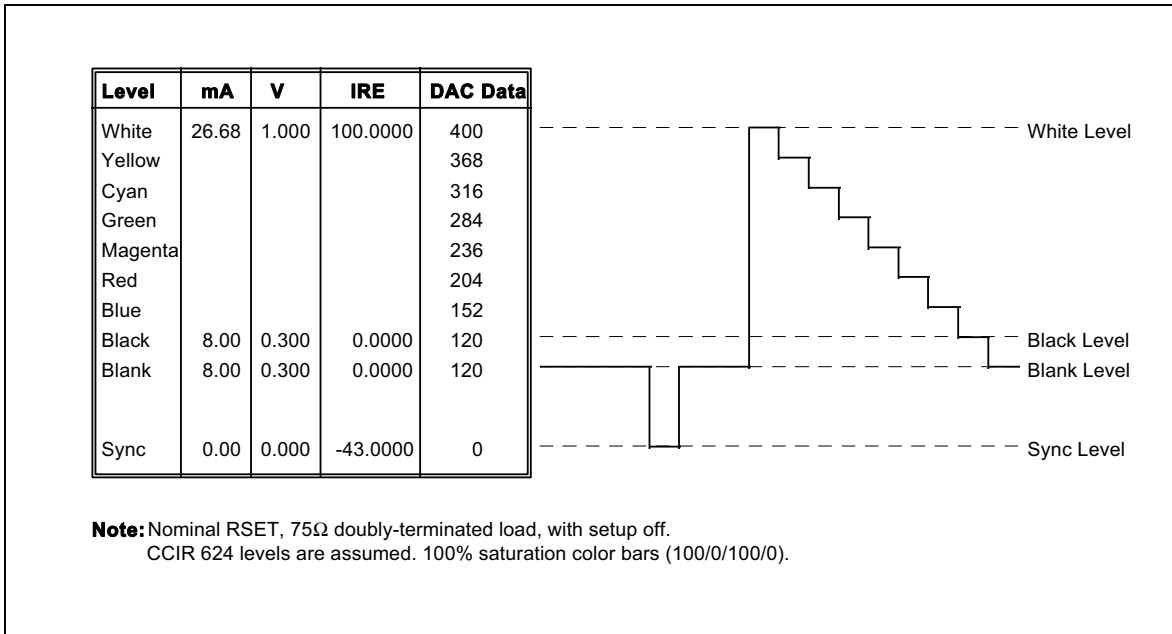 Level mA V IRE DAC Data
White 26.68 1.000 100.0000 400
Yellow 368
Cyan 316
Green 284
Magenta 236
Red 204
Blue 152
Black 8.00 0.300 0.0000 120
Blank 8.00 0.300 0.0000 120
Sync 0.00 0.000 -43.0000 0
White Level
Black Level
Blank Level
Sync Level
Note: Nominal RSET, 75Ω doubly-terminated load, with setup off.
CCIR 624 levels are assumed. 100% saturation color bars (100/0/100/0).